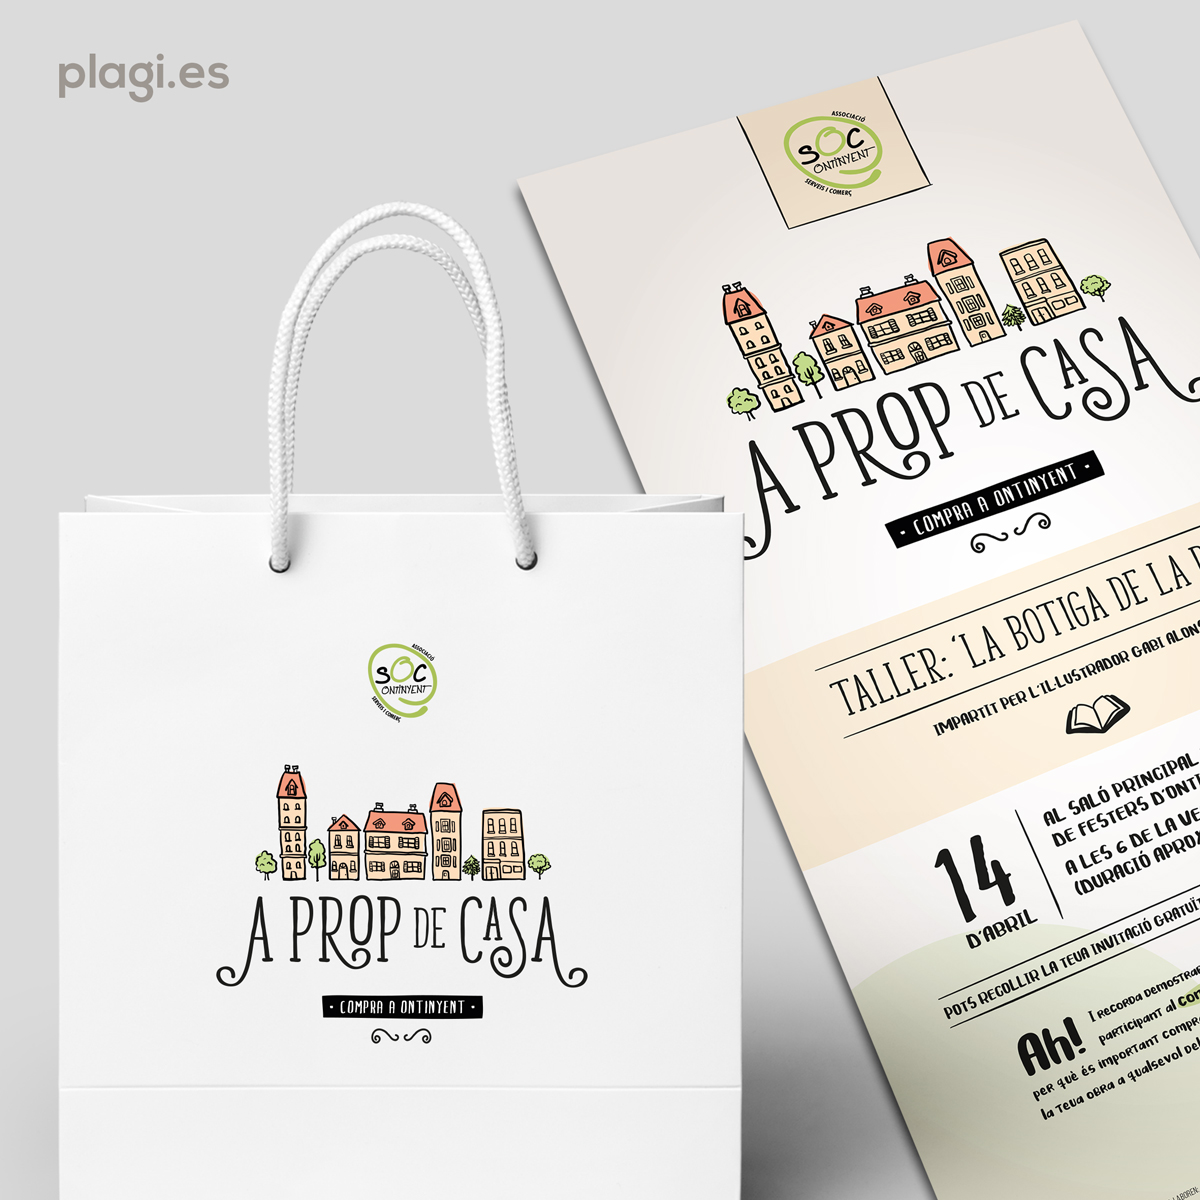 plagi.es
ASSOCIACIÓ
SOC
ONTINYENT
SERVEIS I COMERÇ
A PROP DE CASA
· COMPRA A ONTINYENT ·
TALLER: 'LA BOTIGA DE LA
IMPARTIT PER L'IL·LUSTRADOR GABI
14
D'ABRIL
AL SALÓ PRINCIPAL
DE FESTERS D'
A LES 6 DE LA
(DURACIÓ
POTS RECOLLIR LA TEUA INVITACIÓ
Ah!
I RECORDA
PARTICIPANT AL
PER QUÈ ÉS IMPORTANT
LA TEUA OBRA A QUALSEVOL
ASSOCIACIÓ
SOC
ONTINYENT
SERVEIS I COMERÇ
A PROP DE CASA
· COMPRA A ONTINYENT ·